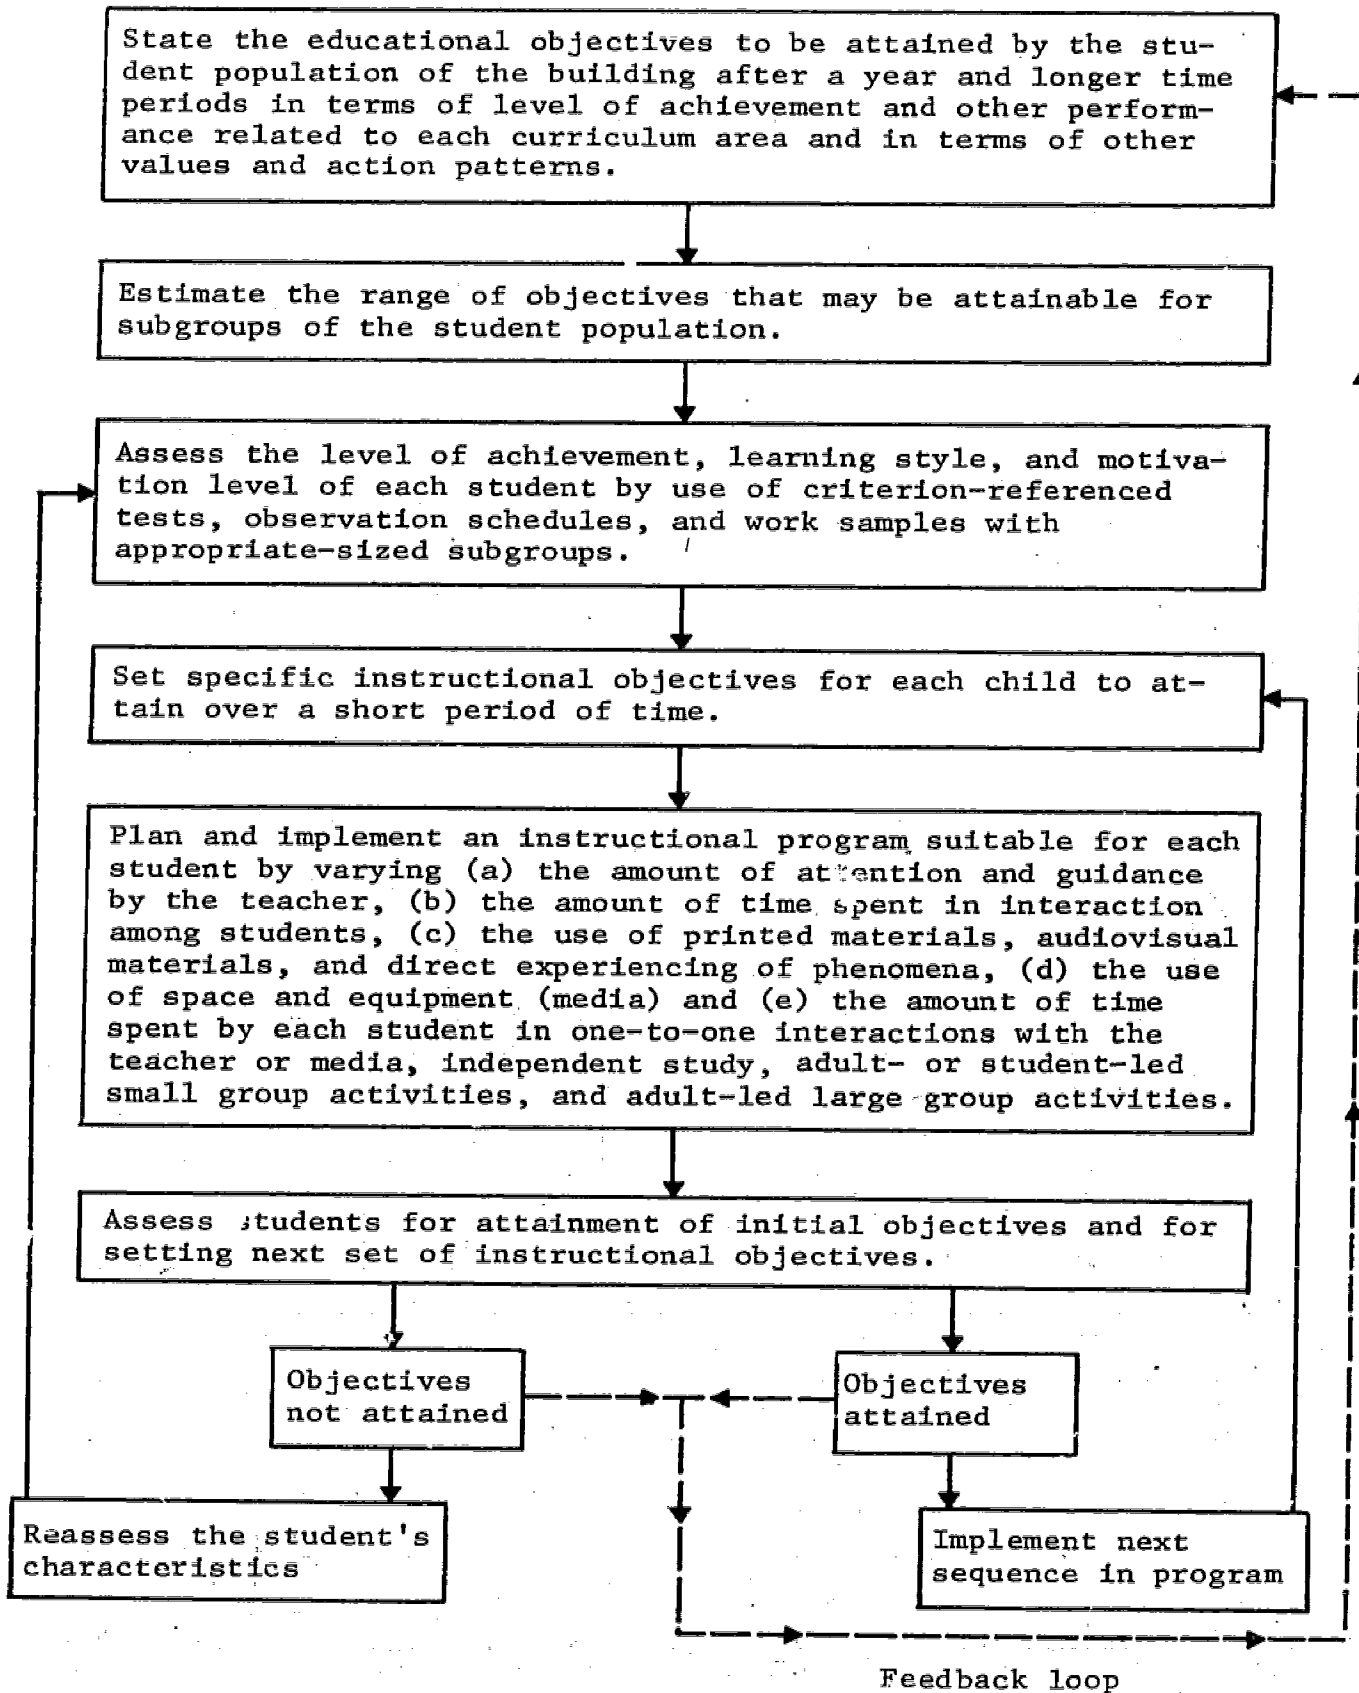 State the educational objectives to be attained by the stu-
dent population of the building after a year and longer time
periods in terms of level of achievement and other perform-
ance related to each curriculum area and in terms of other
values and action patterns.
Estimate the range of objectives that may be attainable for
subgroups of the student population.
Assess the level of achievement, learning style, and motiva-
tion level of each student by use of criterion-referenced
tests, observation schedules, and work samples with
appropriate-sized subgroups.
Set specific instructional objectives for each child to at-
tain over a short period of time.
Plan and implement an instructional program suitable for each
student by varying (a) the amount of attention and guidance
by the teacher, (b) the amount of time spent in interaction
among students, (c) the use of printed materials, audiovisual
materials, and direct experiencing of phenomena, (d) the use
of space and equipment (media) and (e) the amount of time
spent by each student in one-to-one interactions with the
teacher or media, independent study, adult- or student-led
small group activities, and adult-led large group activities.
Assess students for attainment of initial objectives and for
setting next set of instructional objectives.
Objectives
not attained
Objectives
attained
Reassess the student's
characteristics
Implement next
sequence in program
Feedback loop